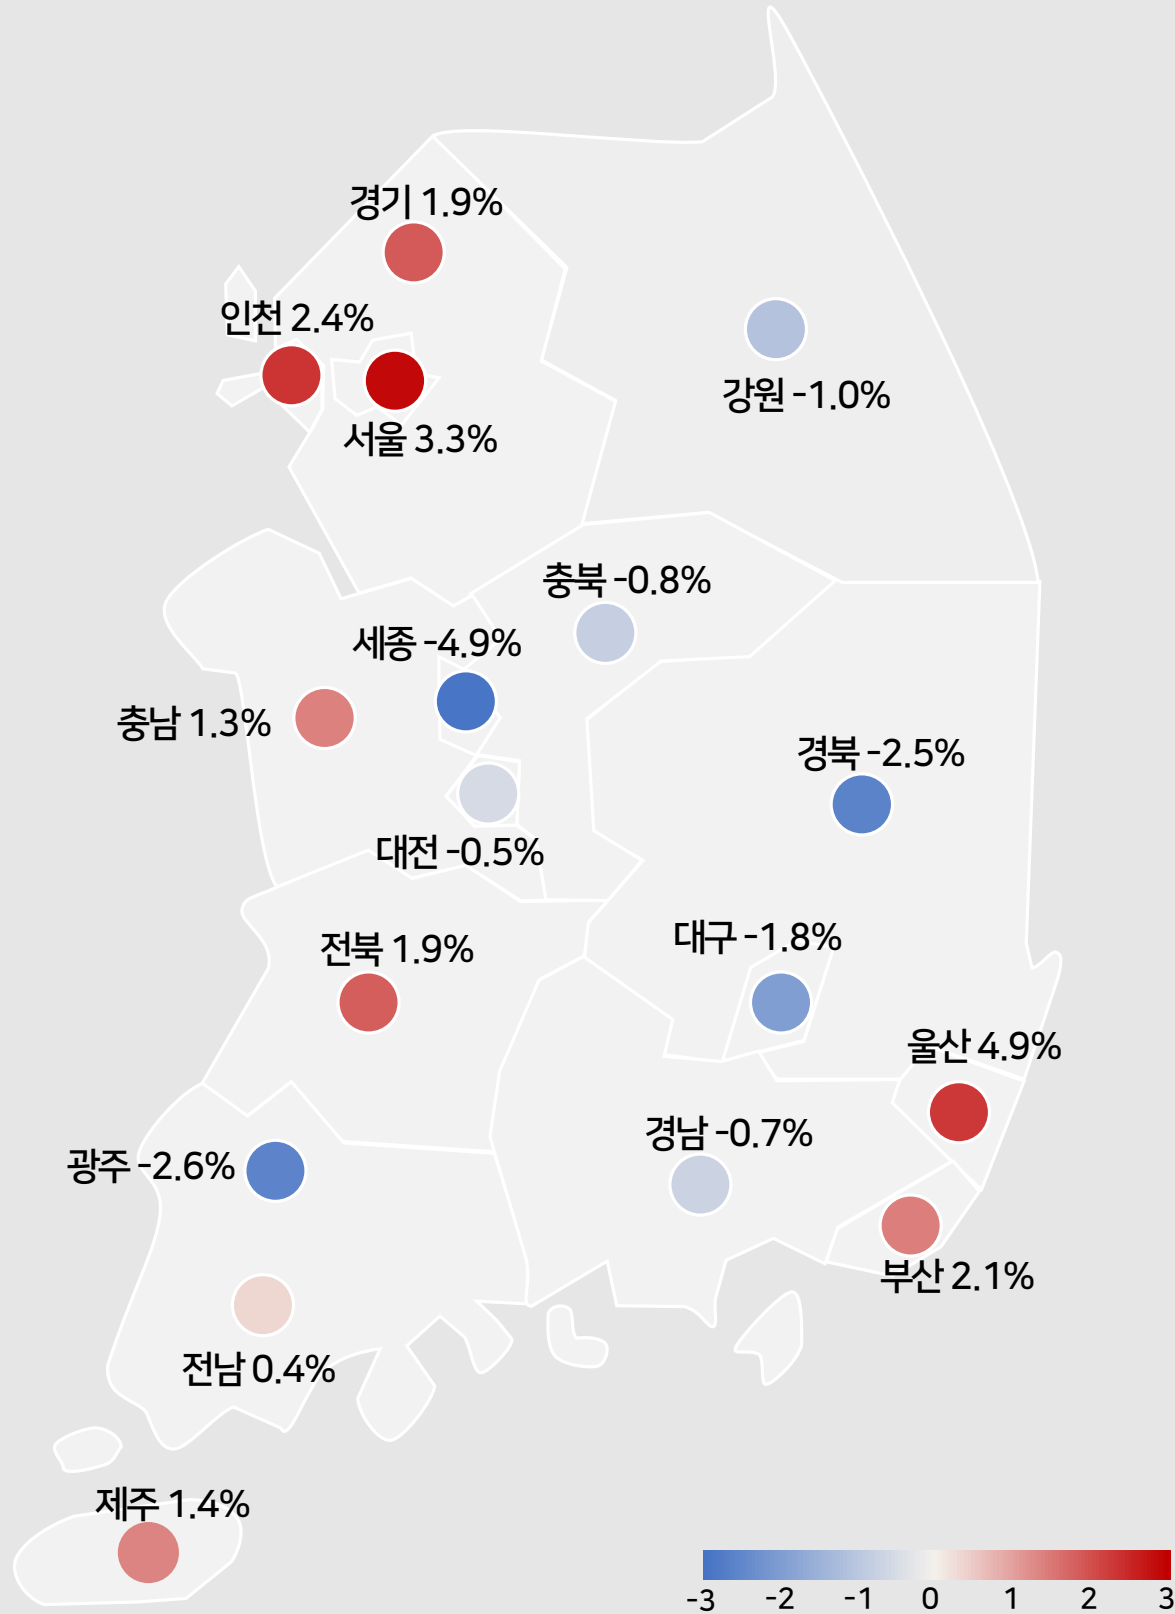 경기 1.9%
인천 2.4%
서울 3.3%
강원 -1.0%
충북 -0.8%
세종 -4.9%
충남 1.3%
경북 -2.5%
대전 -0.5%
전북 1.9%
대구 -1.8%
울산 4.9%
경남 -0.7%
광주 -2.6%
부산 2.1%
전남 0.4%
제주 1.4%
-3 -2 -1 0 1 2 3